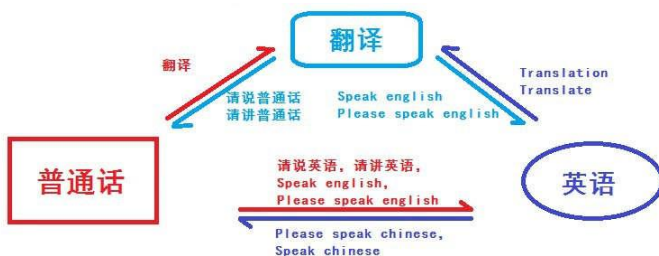 翻译
翻译
Translation
Translate
请说普通话
请讲普通话
Speak english
Please speak english
普通话
英语
请说英语, 请讲英语,
Speak english,
Please speak english
Please speak chinese,
Speak chinese